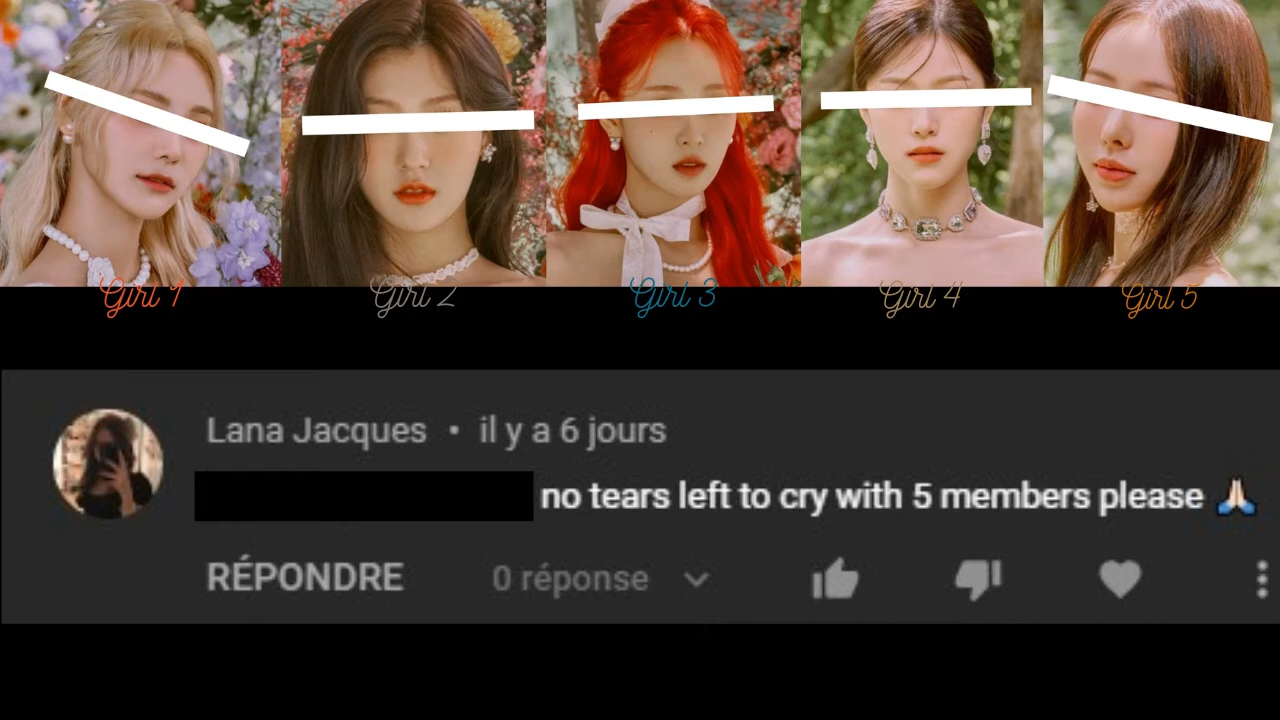 Girl 1 Girl 2 Girl 3 Girl 4 Girl 5
Lana Jacques • il y a 6 jours
no tears left to cry with 5 members please 🙏🏻
RÉPONDRE 0 réponse